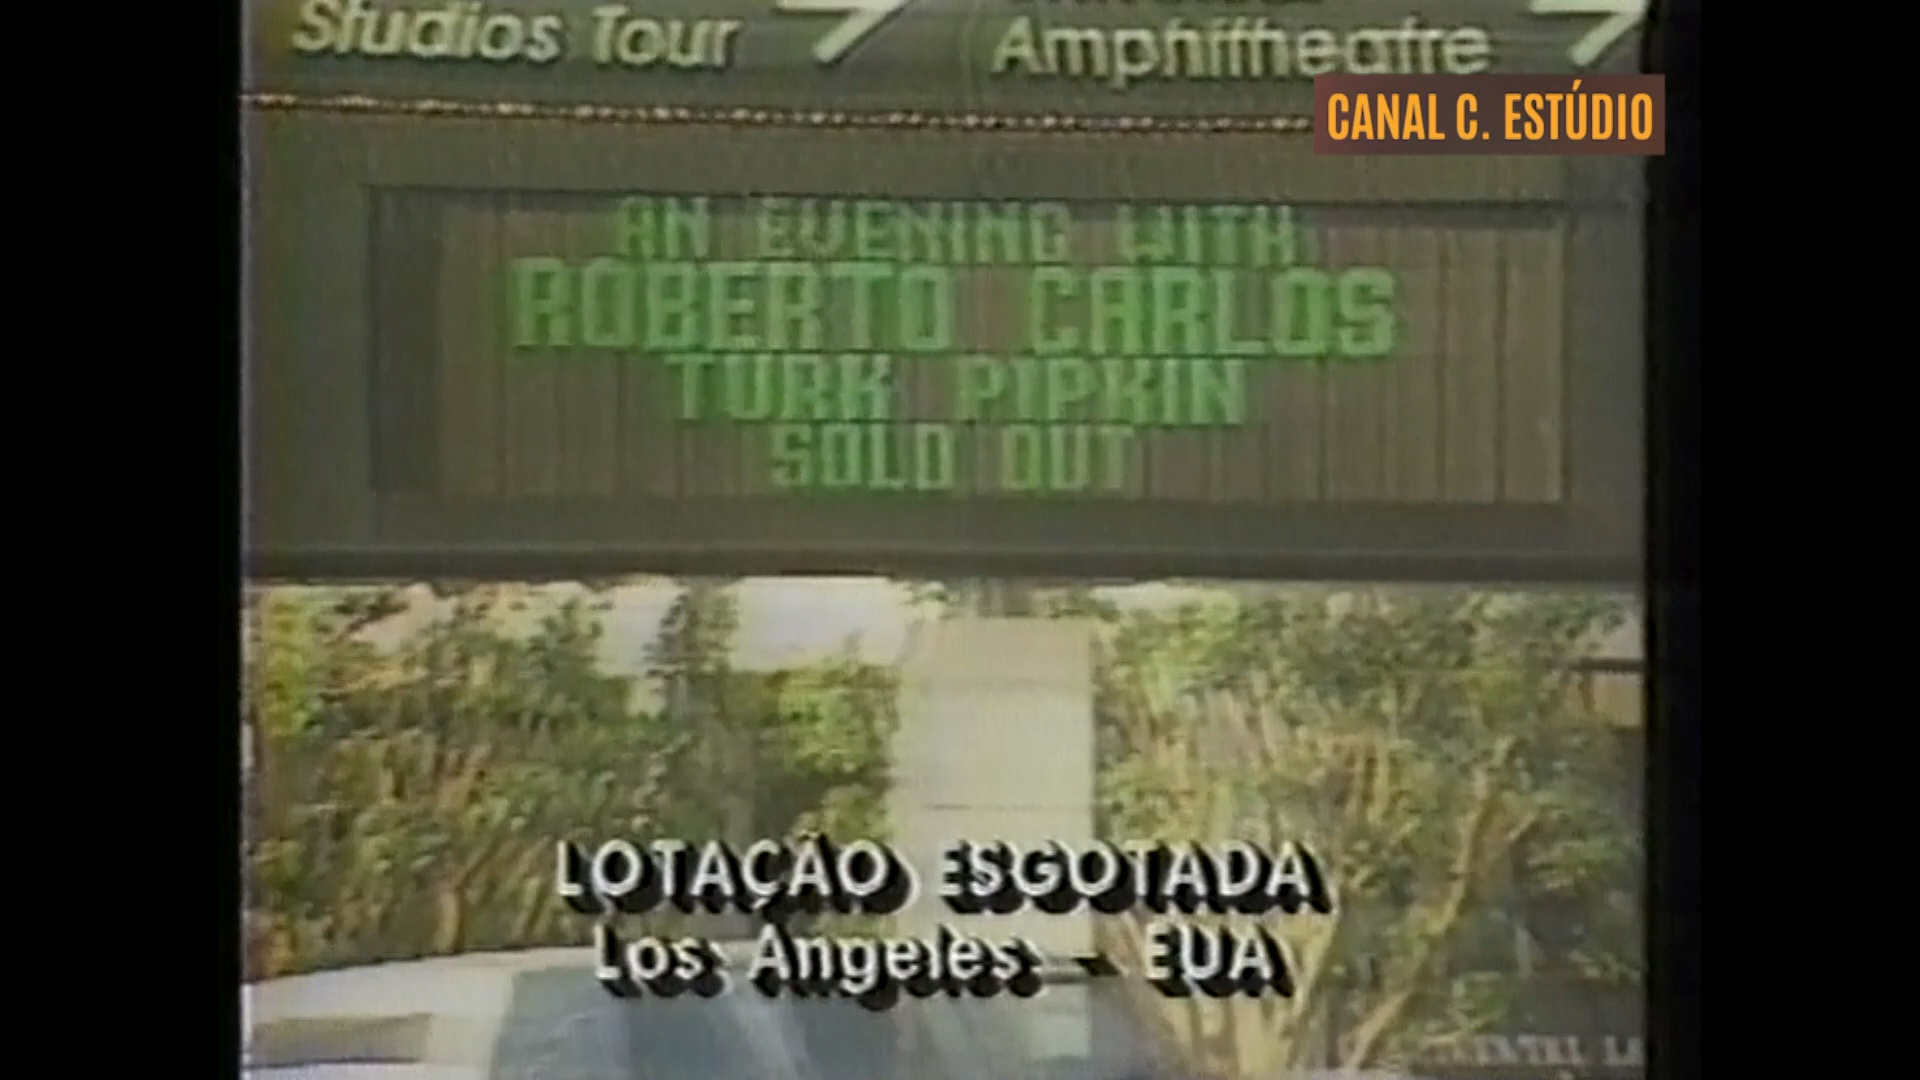 Studios Tour
Amphitheatre
CANAL C. ESTÚDIO
AN EVENING WITH
ROBERTO CARLOS
TURK PIPKIN
SOLD OUT
LOTAÇÃO ESGOTADA
Los Angeles - EUA